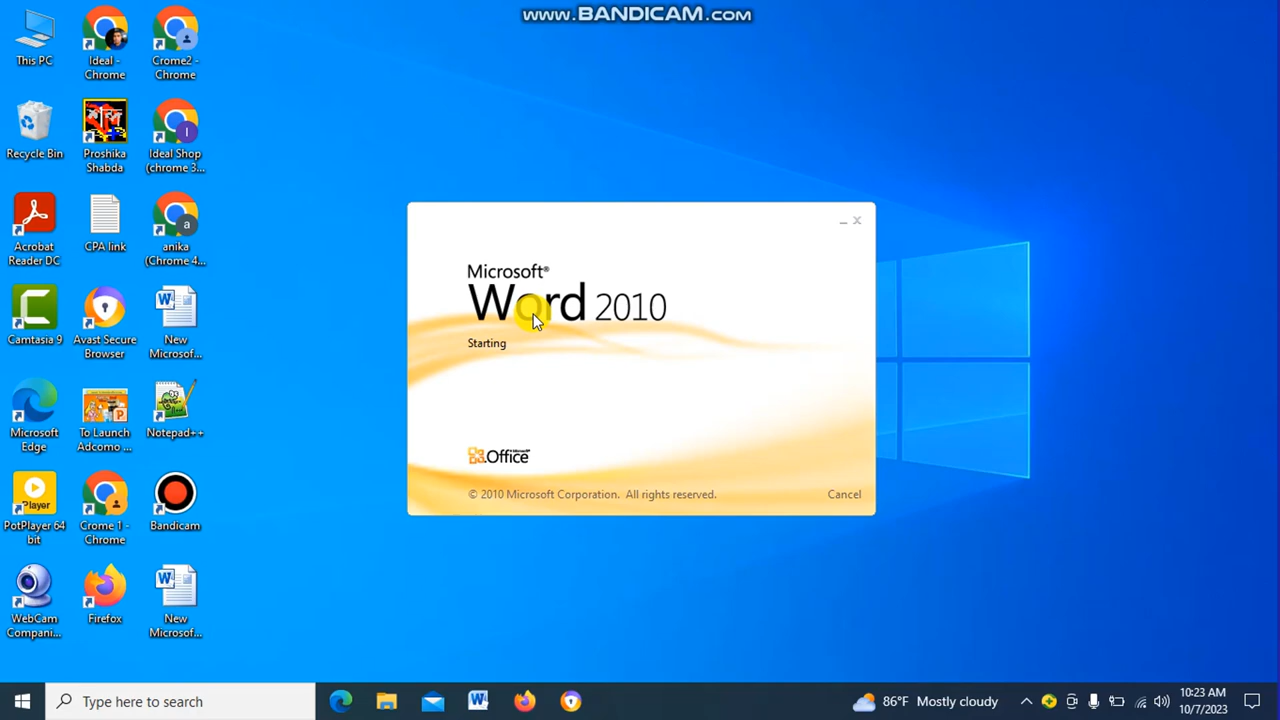 www.BANDICAM.com
This PC
Ideal -
Chrome
Crome2 -
Chrome
Recycle Bin
শব্দ
Proshika
Shabda
Ideal Shop
(chrome 3...
Acrobat
Reader DC
CPA link
anika
(Chrome 4...
Camtasia 9
Avast Secure
Browser
New
Microsof...
Microsoft
Edge
To Launch
Adcomo ...
Notepad++
Player
PotPlayer 64
bit
Crome 1 -
Chrome
Bandicam
WebCam
Compani...
Firefox
New
Microsof...
Microsoft®
Word 2010
Starting
Microsoft®
Office
© 2010 Microsoft Corporation. All rights reserved.
Cancel
Type here to search
86°F Mostly cloudy
10:23 AM
10/7/2023